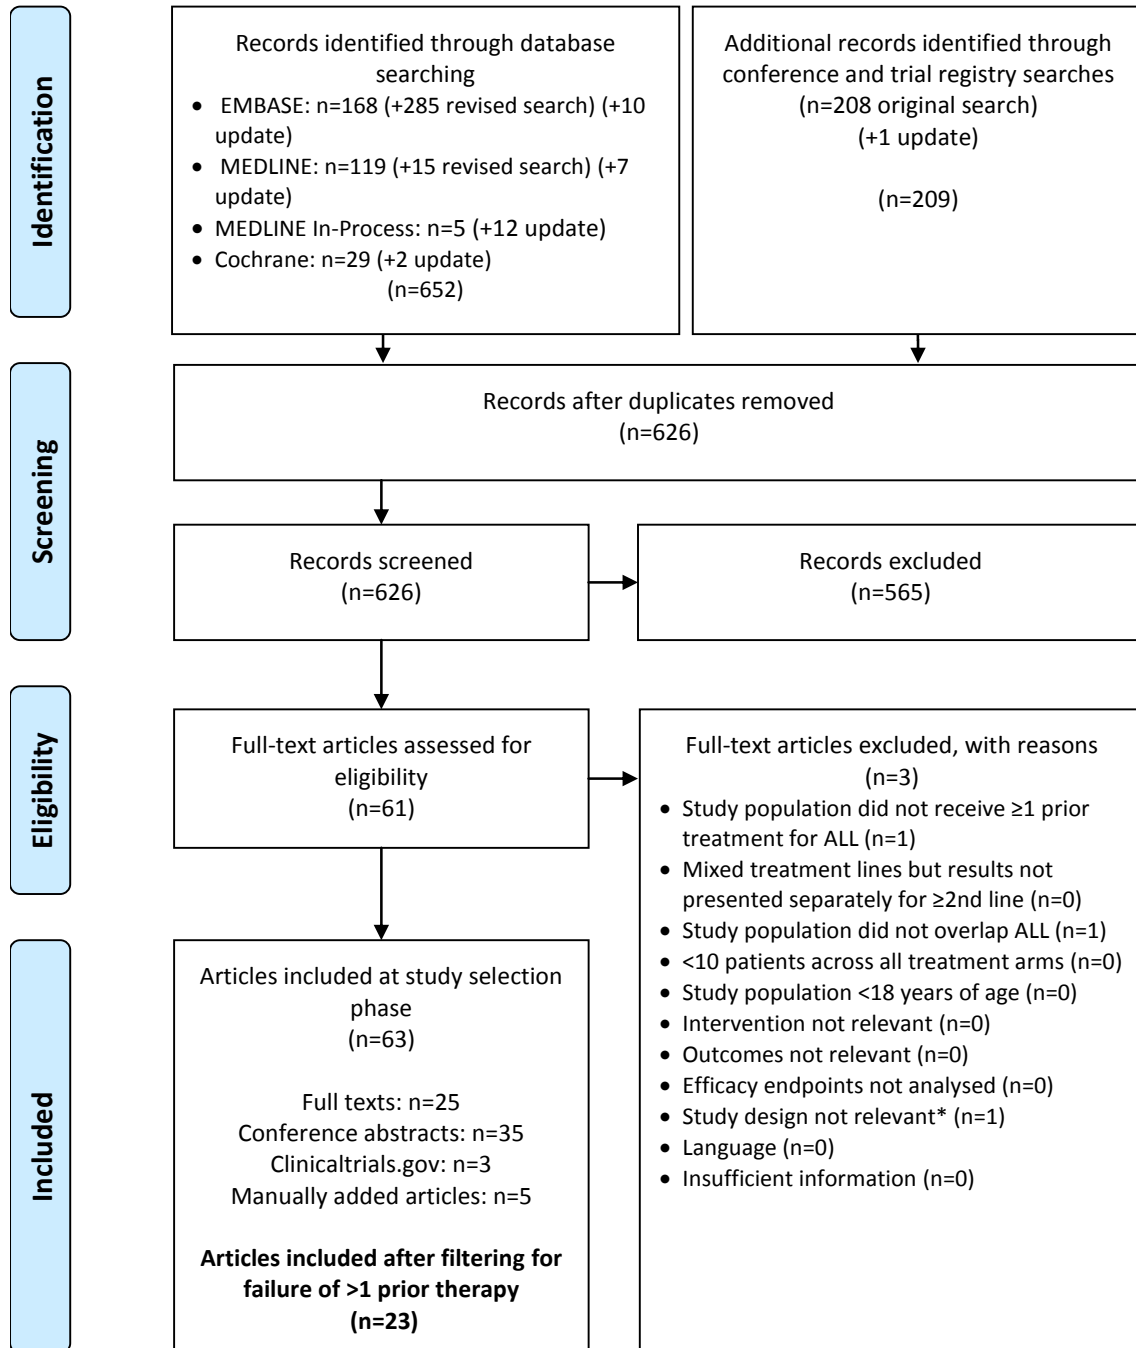 Identification
Records identified through database
searching
• EMBASE: n=168 (+285 revised search) (+10
update)
• MEDLINE: n=119 (+15 revised search) (+7
update)
• MEDLINE In-Process: n=5 (+12 update)
• Cochrane: n=29 (+2 update)
(n=652)
Additional records identified through
conference and trial registry searches
(n=208 original search)
(+1 update)
(n=209)
Screening
Records after duplicates removed
(n=626)
Records screened
(n=626)
Records excluded
(n=565)
Eligibility
Full-text articles assessed for
eligibility
(n=61)
Full-text articles excluded, with reasons
(n=3)
• Study population did not receive ≥1 prior
treatment for ALL (n=1)
• Mixed treatment lines but results not
presented separately for ≥2nd line (n=0)
• Study population did not overlap ALL (n=1)
• <10 patients across all treatment arms (n=0)
• Study population <18 years of age (n=0)
• Intervention not relevant (n=0)
• Outcomes not relevant (n=0)
• Efficacy endpoints not analysed (n=0)
• Study design not relevant* (n=1)
• Language (n=0)
• Insufficient information (n=0)
Included
Articles included at study selection
phase
(n=63)
Full texts: n=25
Conference abstracts: n=35
Clinicaltrials.gov: n=3
Manually added articles: n=5
Articles included after filtering for
failure of >1 prior therapy
(n=23)